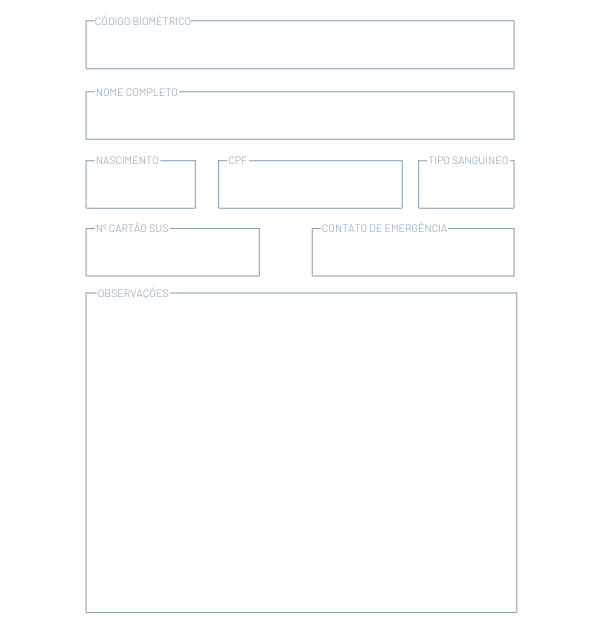 CÓDIGO BIOMÉTRICO
NOME COMPLETO
NASCIMENTO
CPF
TIPO SANGUÍNEO
Nº CARTÃO SUS
CONTATO DE EMERGÊNCIA
OBSERVAÇÕES